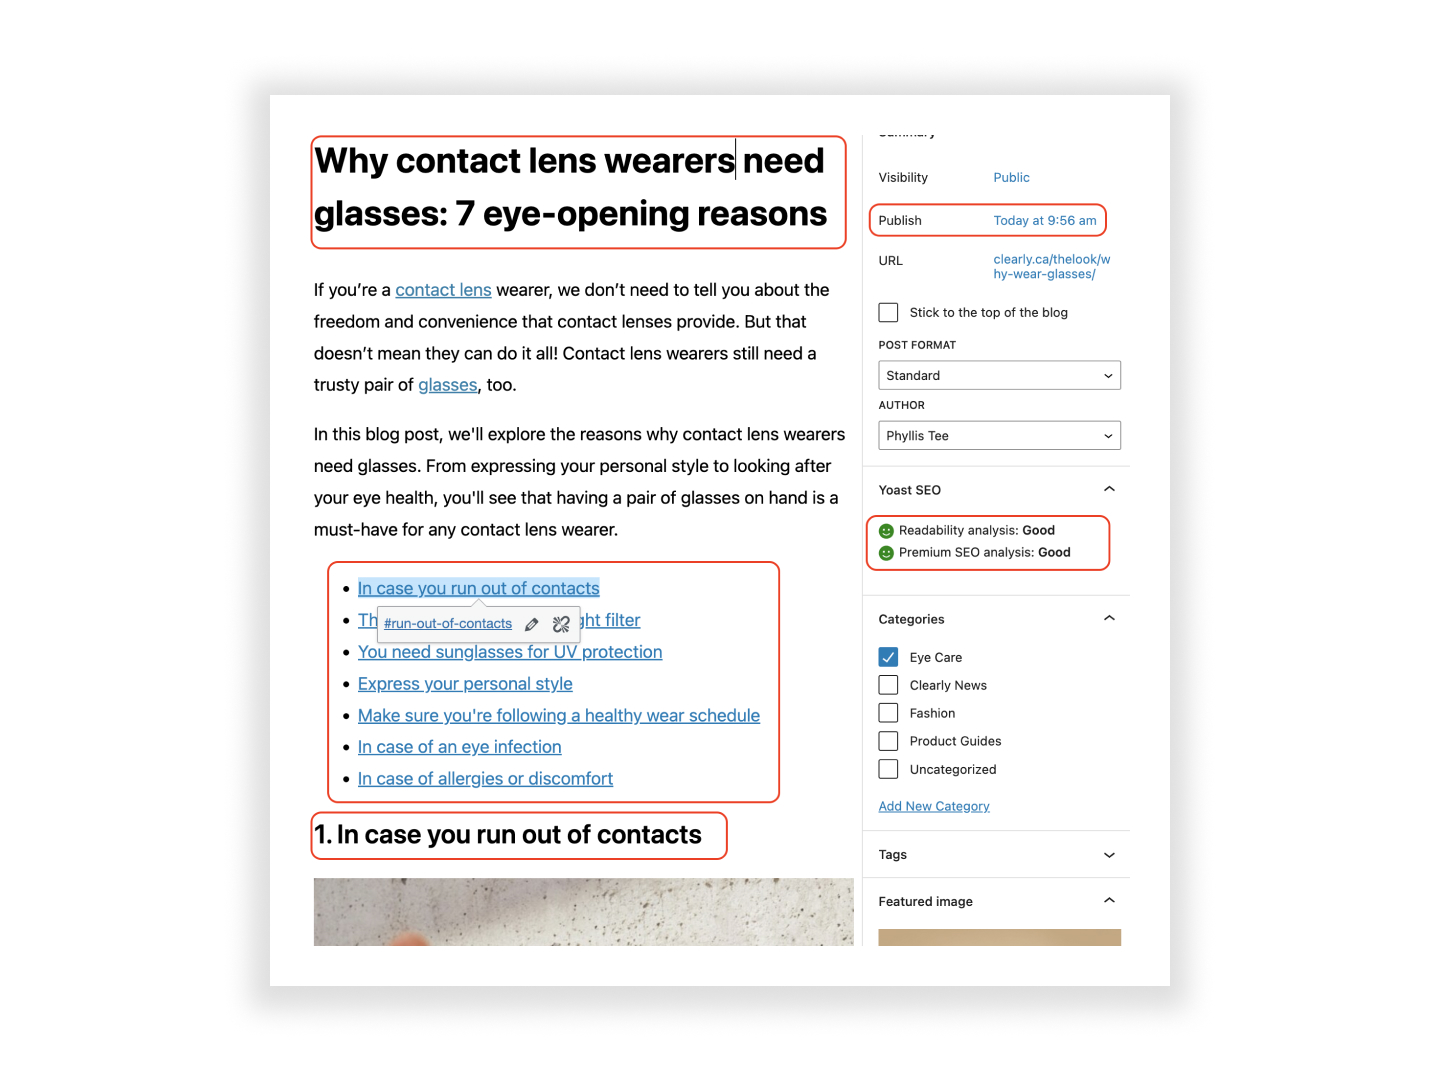 Why contact lens wearers need
glasses: 7 eye-opening reasons
If you’re a contact lens wearer, we don’t need to tell you about the
freedom and convenience that contact lenses provide. But that
doesn’t mean they can do it all! Contact lens wearers still need a
trusty pair of glasses, too.
In this blog post, we'll explore the reasons why contact lens wearers
need glasses. From expressing your personal style to looking after
your eye health, you'll see that having a pair of glasses on hand is a
must-have for any contact lens wearer.
In case you run out of contacts
#run-out-of-contacts
filter
You need sunglasses for UV protection
Express your personal style
Make sure you're following a healthy wear schedule
In case of an eye infection
In case of allergies or discomfort
1. In case you run out of contacts
Summary
Visibility Public
Publish Today at 9:56 am
URL clearly.ca/thelook/w
hy-wear-glasses/
Stick to the top of the blog
POST FORMAT
Standard
AUTHOR
Phyllis Tee
Yoast SEO
Readability analysis: Good
Premium SEO analysis: Good
Categories
Eye Care
Clearly News
Fashion
Product Guides
Uncategorized
Add New Category
Tags
Featured image